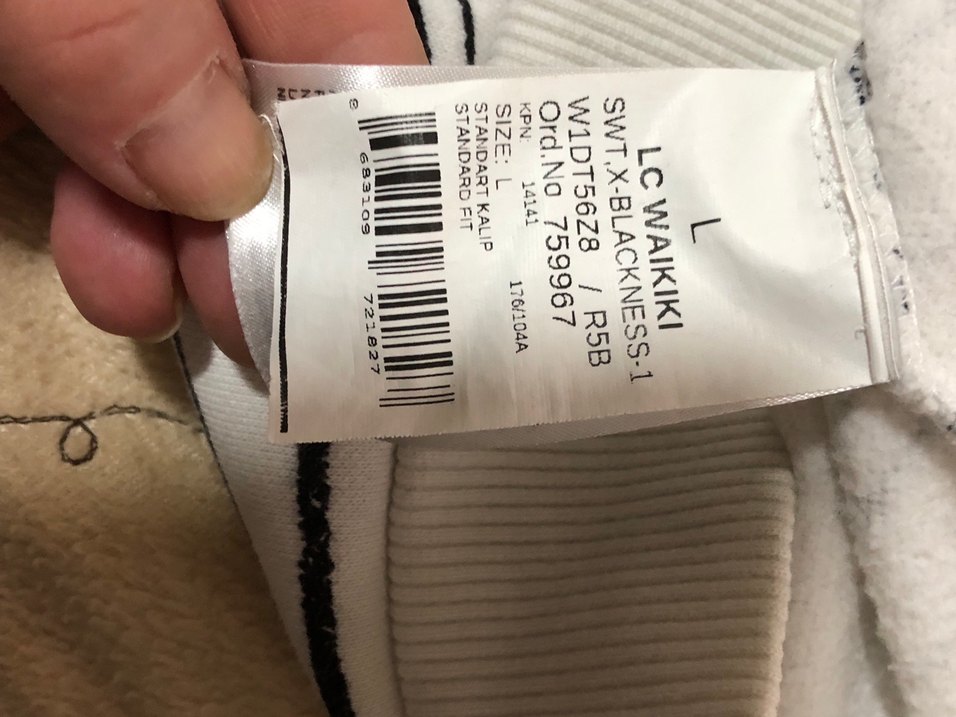 L
LC WAIKIKI
SWT.X-BLACKNESS-1
W1DT56Z8 / R5B
Ord.No 759967
KPN: 14141 176/104A
SIZE: L
STANDART KALIP
STANDARD FIT
8 683109 721827